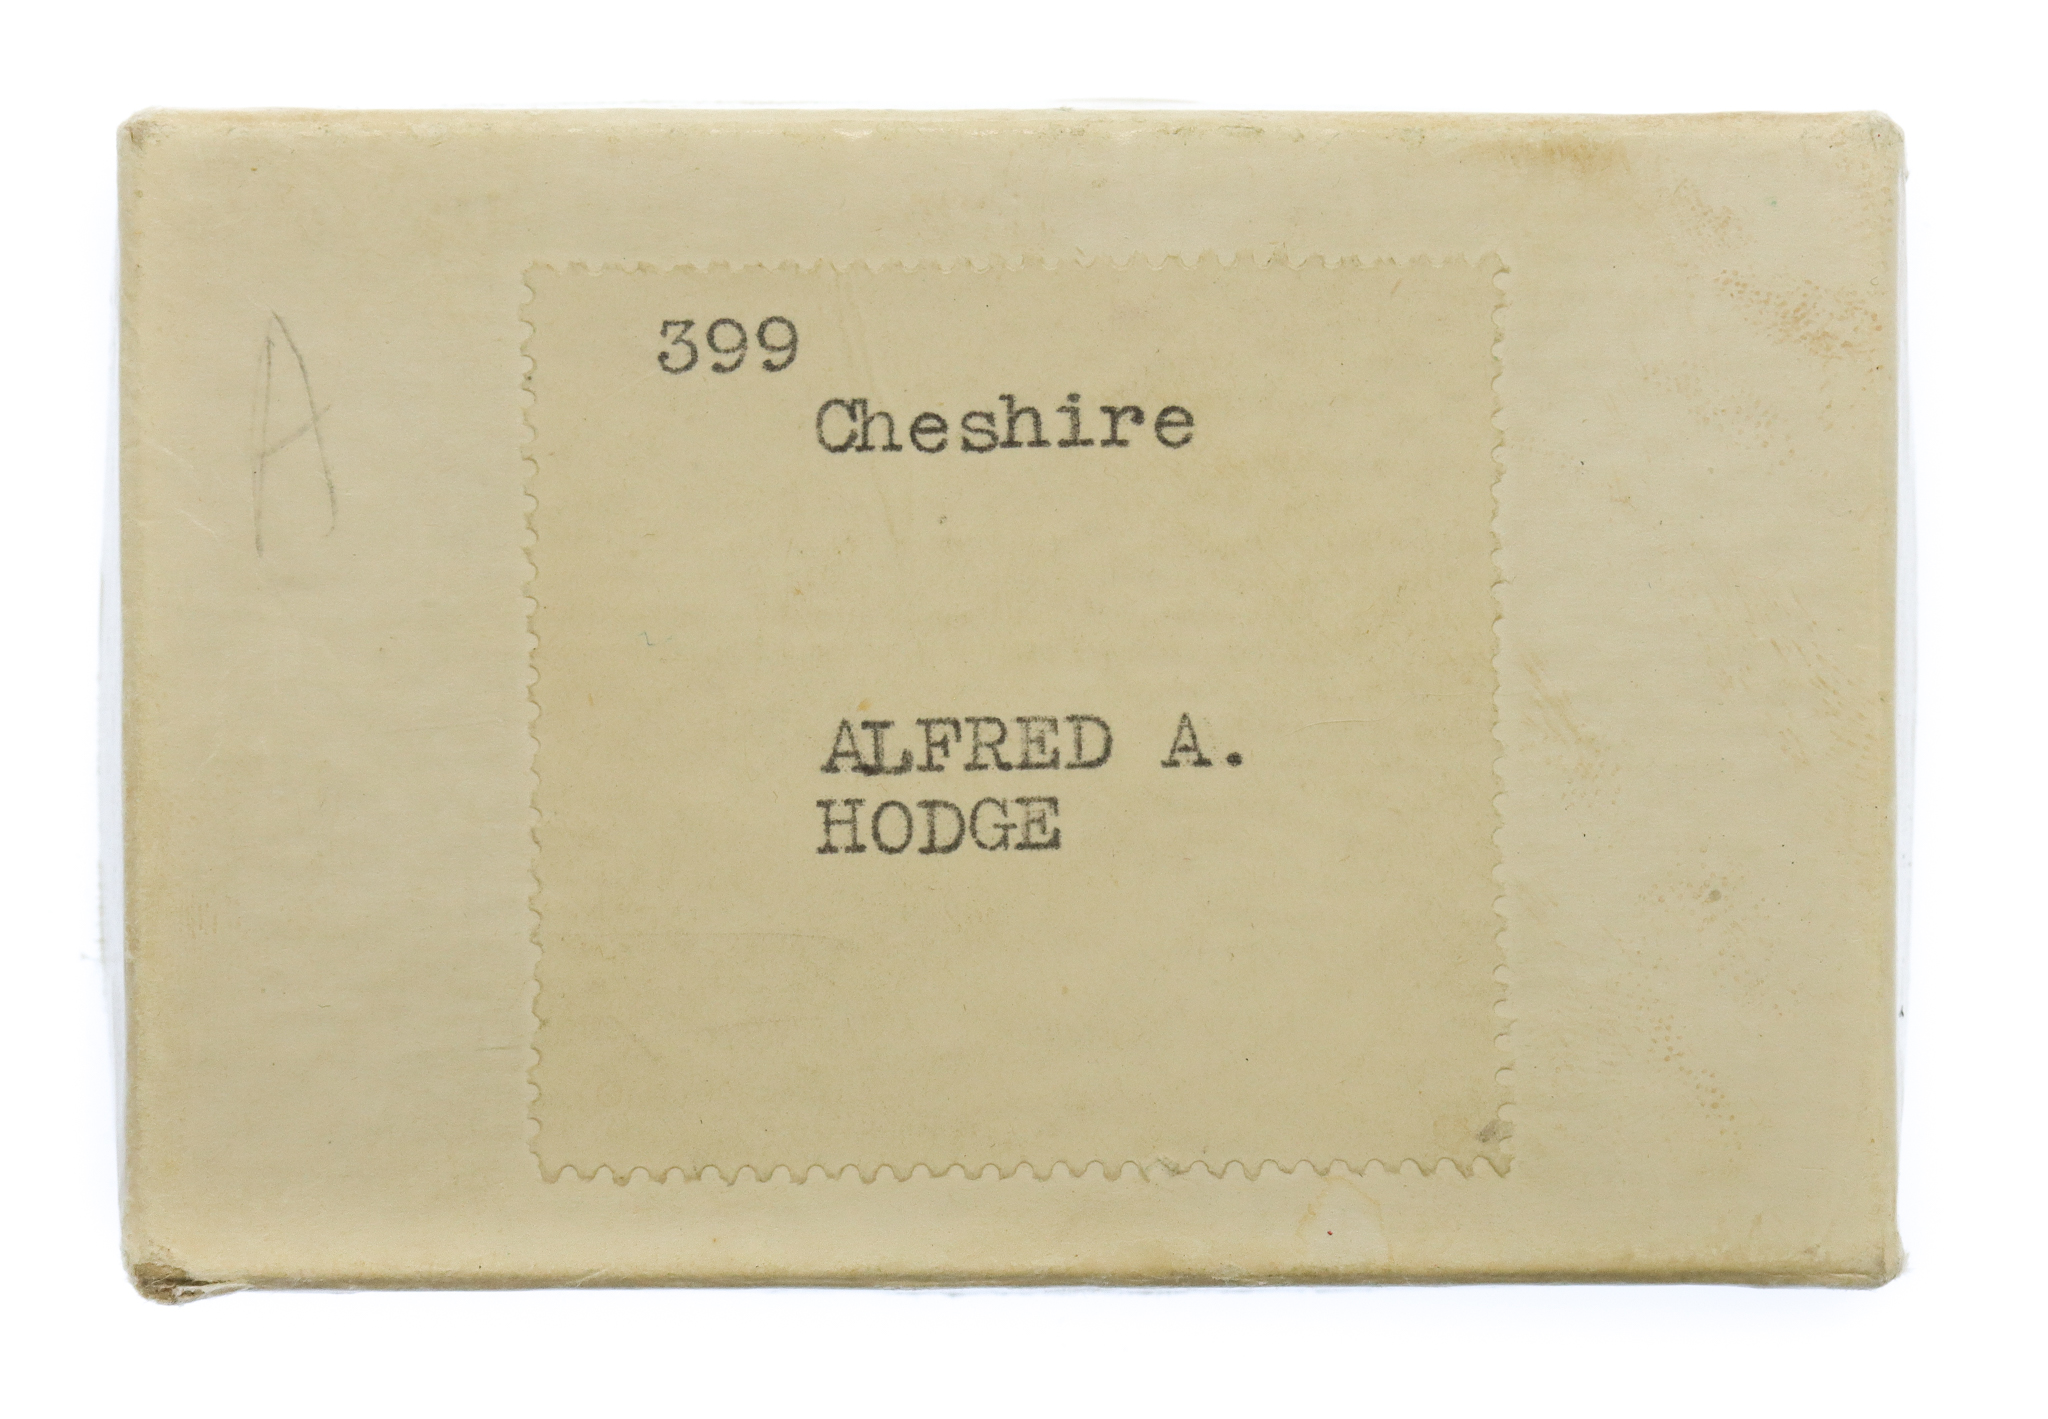 A
399
Cheshire
ALFRED A.
HODGE